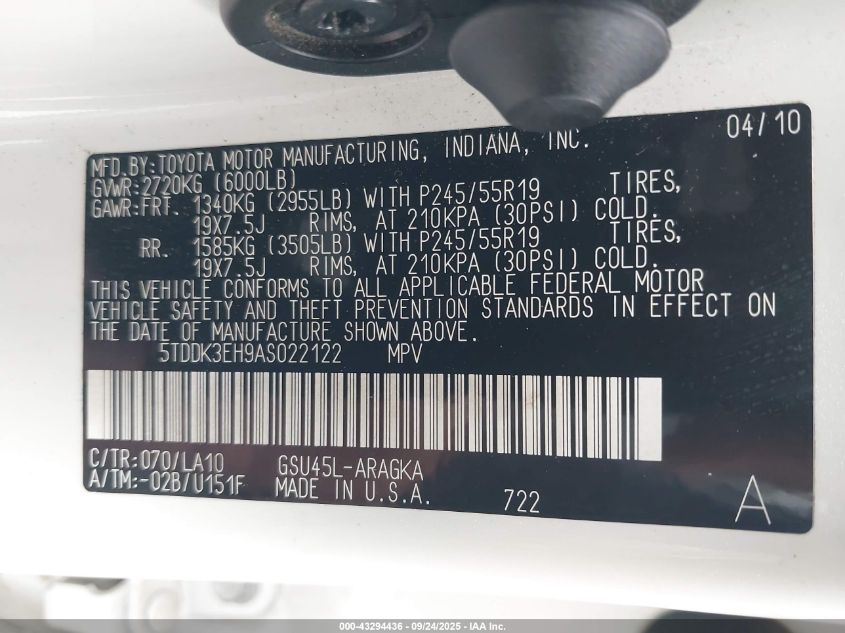 04/10
MFD.BY:TOYOTA MOTOR MANUFACTURING, INDIANA, INC.
GVWR:2720KG (6000LB)
GAWR:FRT. 1340KG (2955LB) WITH P245/55R19 TIRES,
19X7.5J RIMS, AT 210KPA (30PSI) COLD.
RR. 1585KG (3505LB) WITH P245/55R19 TIRES,
19X7.5J RIMS, AT 210KPA (30PSI) COLD.
THIS VEHICLE CONFORMS TO ALL APPLICABLE FEDERAL MOTOR
VEHICLE SAFETY AND THEFT PREVENTION STANDARDS IN EFFECT ON
THE DATE OF MANUFACTURE SHOWN ABOVE.
5TDDK3EH9AS022122 MPV
C/TR:070/LA10 GSU45L-ARAGKA
A/TM:-02B/U151F MADE IN U.S.A. 722 A
000-43294436 - 09/24/2025 - IAA Inc.